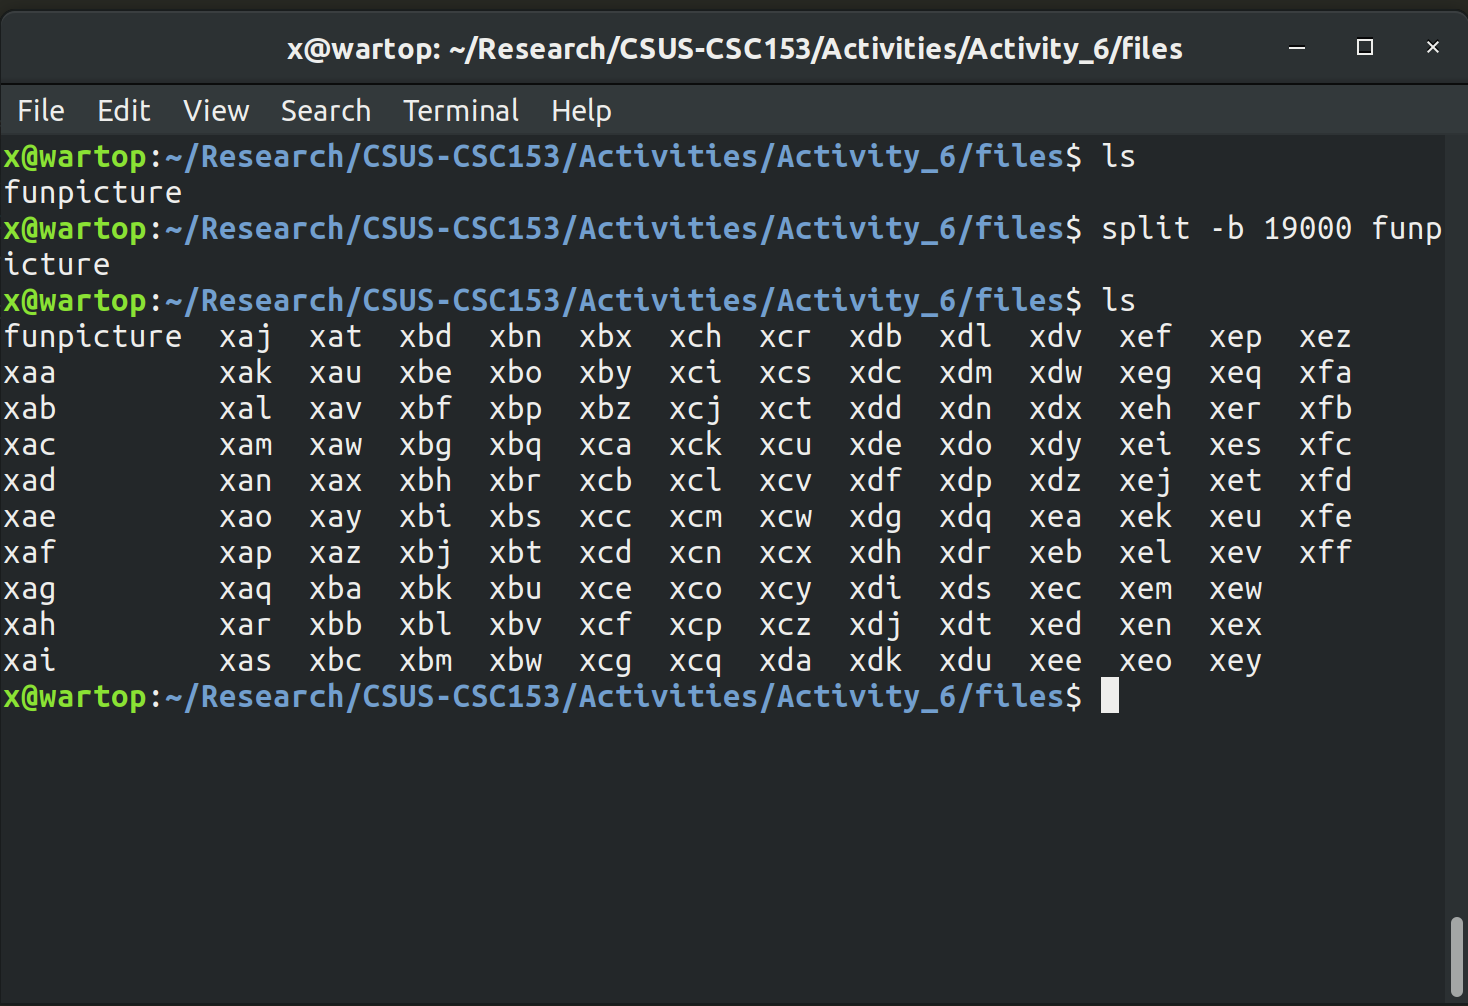 x@wartop: ~/Research/CSUS-CSC153/Activities/Activity_6/files
File Edit View Search Terminal Help
x@wartop:~/Research/CSUS-CSC153/Activities/Activity_6/files$ ls
funpicture
x@wartop:~/Research/CSUS-CSC153/Activities/Activity_6/files$ split -b 19000 funp
icture
x@wartop:~/Research/CSUS-CSC153/Activities/Activity_6/files$ ls
funpicture  xaj  xat  xbd  xbn  xbx  xch  xcr  xdb  xdl  xdv  xef  xep  xez
xaa         xak  xau  xbe  xbo  xby  xci  xcs  xdc  xdm  xdw  xeg  xeq  xfa
xab         xal  xav  xbf  xbp  xbz  xcj  xct  xdd  xdn  xdx  xeh  xer  xfb
xac         xam  xaw  xbg  xbq  xca  xck  xcu  xde  xdo  xdy  xei  xes  xfc
xad         xan  xax  xbh  xbr  xcb  xcl  xcv  xdf  xdp  xdz  xej  xet  xfd
xae         xao  xay  xbi  xbs  xcc  xcm  xcw  xdg  xdq  xea  xek  xeu  xfe
xaf         xap  xaz  xbj  xbt  xcd  xcn  xcx  xdh  xdr  xeb  xel  xev  xff
xag         xaq  xba  xbk  xbu  xce  xco  xcy  xdi  xds  xec  xem  xew
xah         xar  xbb  xbl  xbv  xcf  xcp  xcz  xdj  xdt  xed  xen  xex
xai         xas  xbc  xbm  xbw  xcg  xcq  xda  xdk  xdu  xee  xeo  xey
x@wartop:~/Research/CSUS-CSC153/Activities/Activity_6/files$